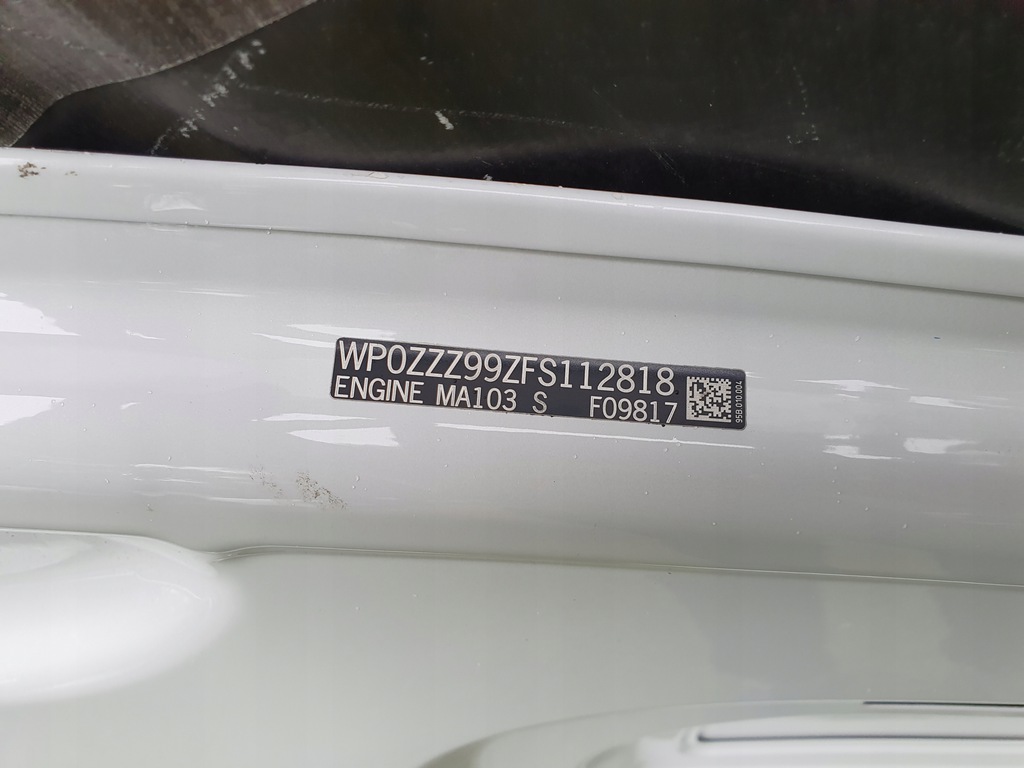 WP0ZZZ99ZFS112818
ENGINE MA103 S F09817
95B.010.004